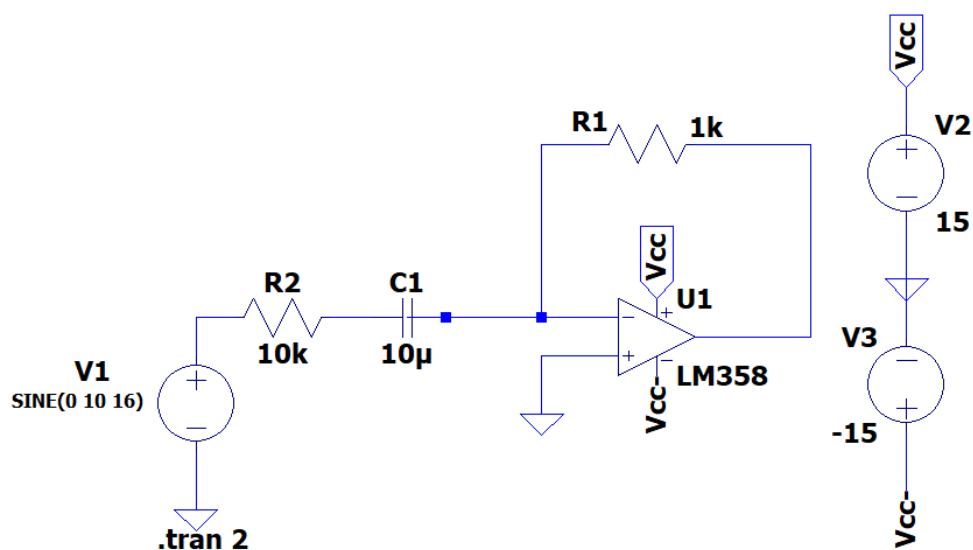 Vcc
R1
1k
V2
15
Vcc
R2
C1
U1
10k
10µ
LM358
V1
SINE(0 10 16)
V3
-15
Vcc-
Vcc-
.tran 2